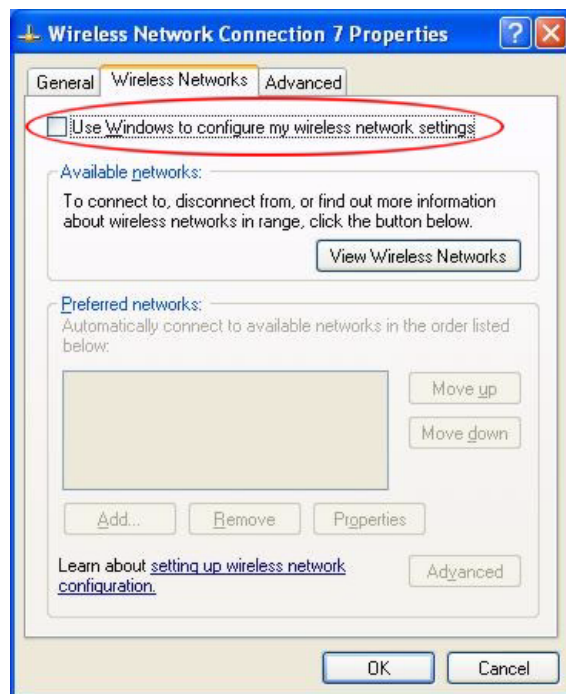 Wireless Network Connection 7 Properties
General Wireless Networks Advanced
Use Windows to configure my wireless network settings
Available networks:
To connect to, disconnect from, or find out more information
about wireless networks in range, click the button below.
View Wireless Networks
Preferred networks:
Automatically connect to available networks in the order listed
below:
Move up
Move down
Add... Remove Properties
Learn about setting up wireless network
configuration.
Advanced
OK Cancel